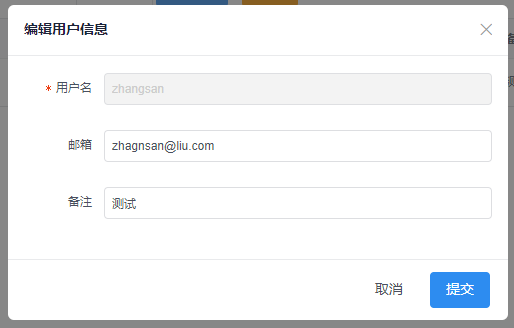 编辑用户信息
* 用户名 zhangsan
邮箱 zhagnsan@liu.com
备注 测试
取消 提交